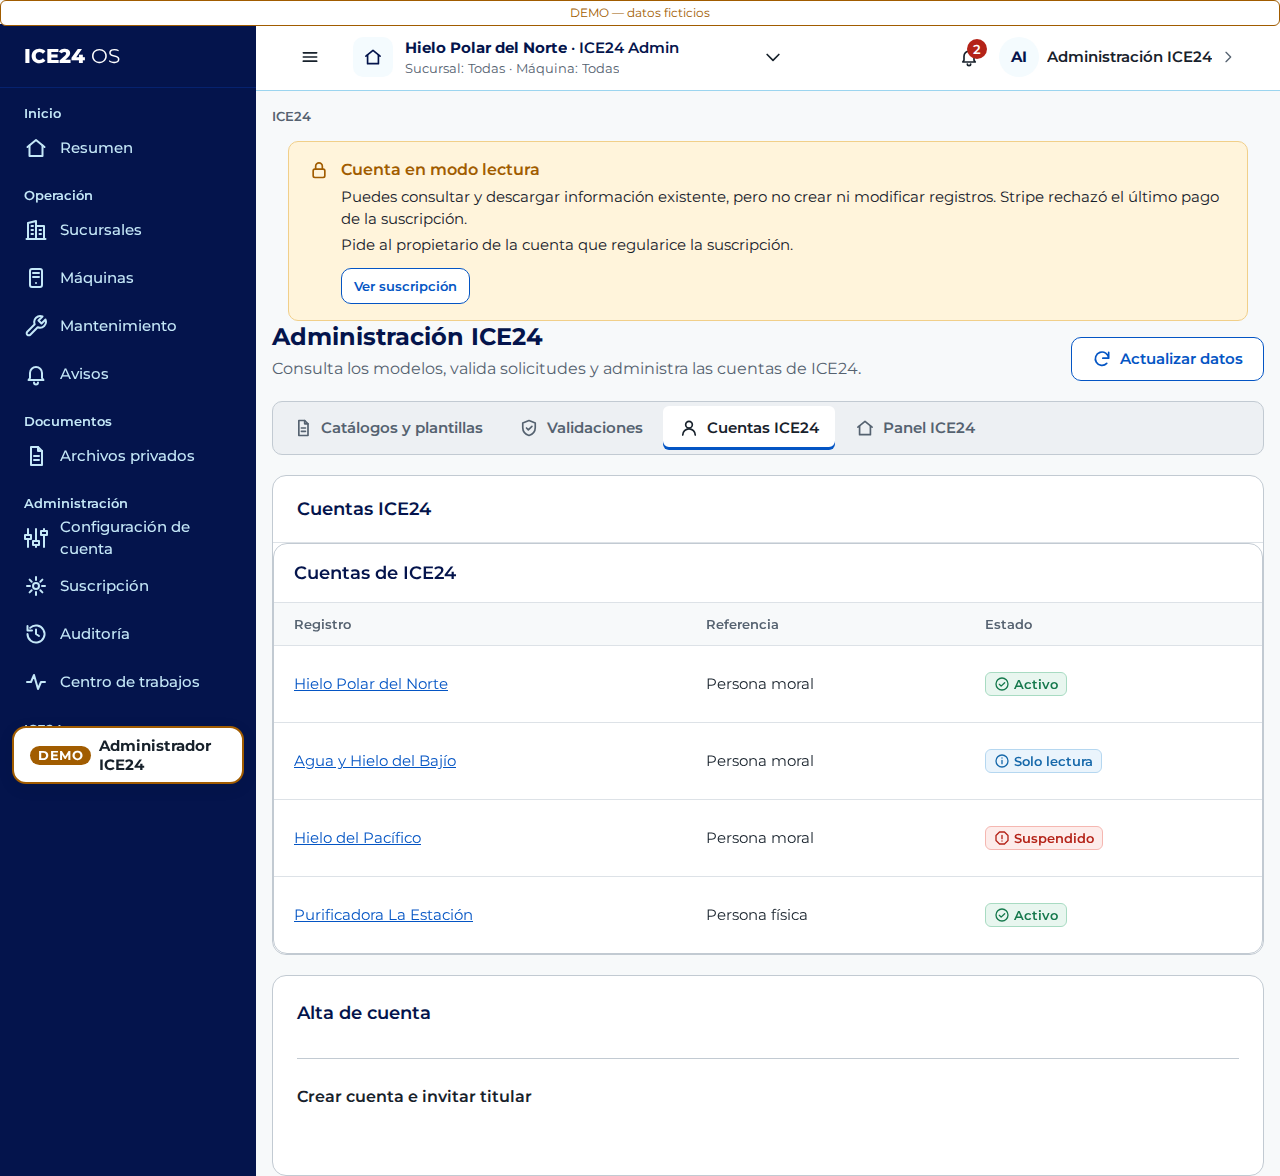 DEMO — datos ficticios
ICE24 OS
Inicio
Resumen
Operación
Sucursales
Máquinas
Mantenimiento
Avisos
Documentos
Archivos privados
Administración
Configuración de
cuenta
Suscripción
Auditoría
Centro de trabajos
DEMO Administrador
ICE24
Hielo Polar del Norte · ICE24 Admin
Sucursal: Todas · Máquina: Todas
2
AI Administración ICE24
ICE24
Cuenta en modo lectura
Puedes consultar y descargar información existente, pero no crear ni modificar registros. Stripe rechazó el último pago
de la suscripción.
Pide al propietario de la cuenta que regularice la suscripción.
Ver suscripción
Administración ICE24
Consulta los modelos, valida solicitudes y administra las cuentas de ICE24.
Actualizar datos
Catálogos y plantillas Validaciones Cuentas ICE24 Panel ICE24
Cuentas ICE24
Cuentas de ICE24
Registro Referencia Estado
Hielo Polar del Norte Persona moral Activo
Agua y Hielo del Bajío Persona moral Solo lectura
Hielo del Pacífico Persona moral Suspendido
Purificadora La Estación Persona física Activo
Alta de cuenta
Crear cuenta e invitar titular